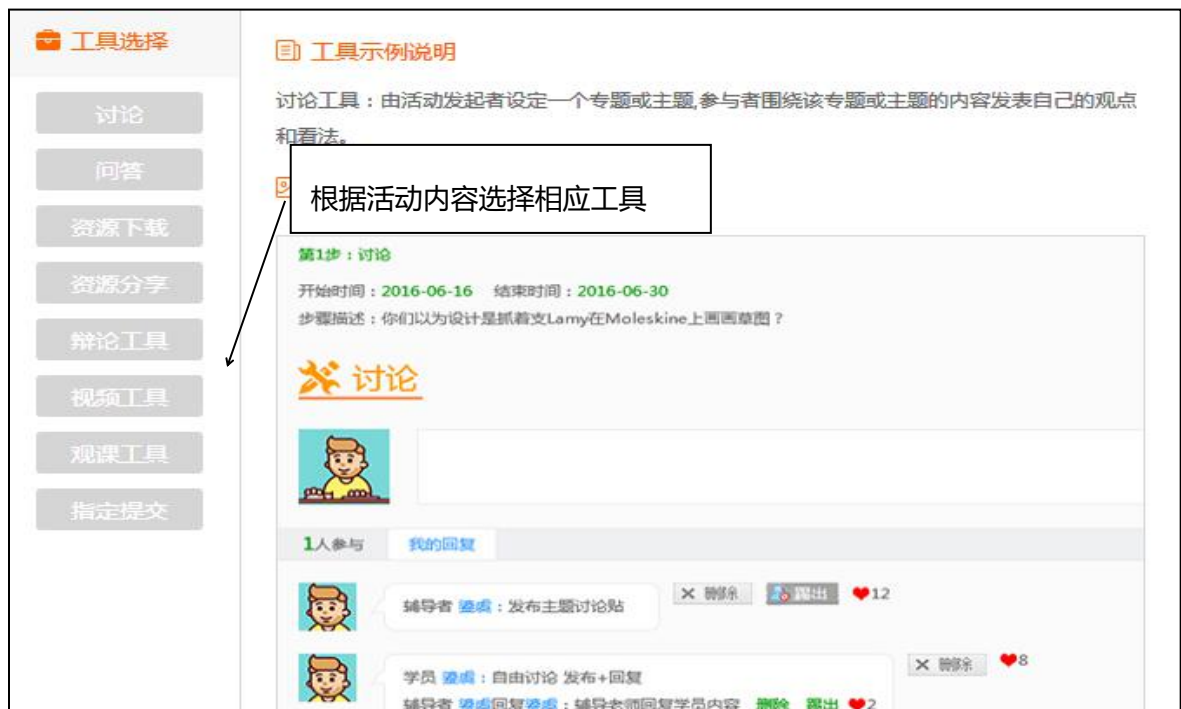 工具选择
讨论
问答
资源下载
资源分享
辩论工具
视频工具
观课工具
指定提交
工具示例说明
讨论工具：由活动发起者设定一个专题或主题,参与者围绕该专题或主题的内容发表自己的观点
和看法。
根据活动内容选择相应工具
第1步：讨论
开始时间：2016-06-16 结束时间：2016-06-30
步骤描述：你们以为设计是抓着支Lamy在Moleskine上画画草图？
讨论
1人参与 我的回复
辅导者 ：发布主题讨论贴 删除 踢出 12
学员 ：自由讨论 发布+回复 删除 8
辅导者 回复 ：辅导老师回复学员内容 删除 踢出 2